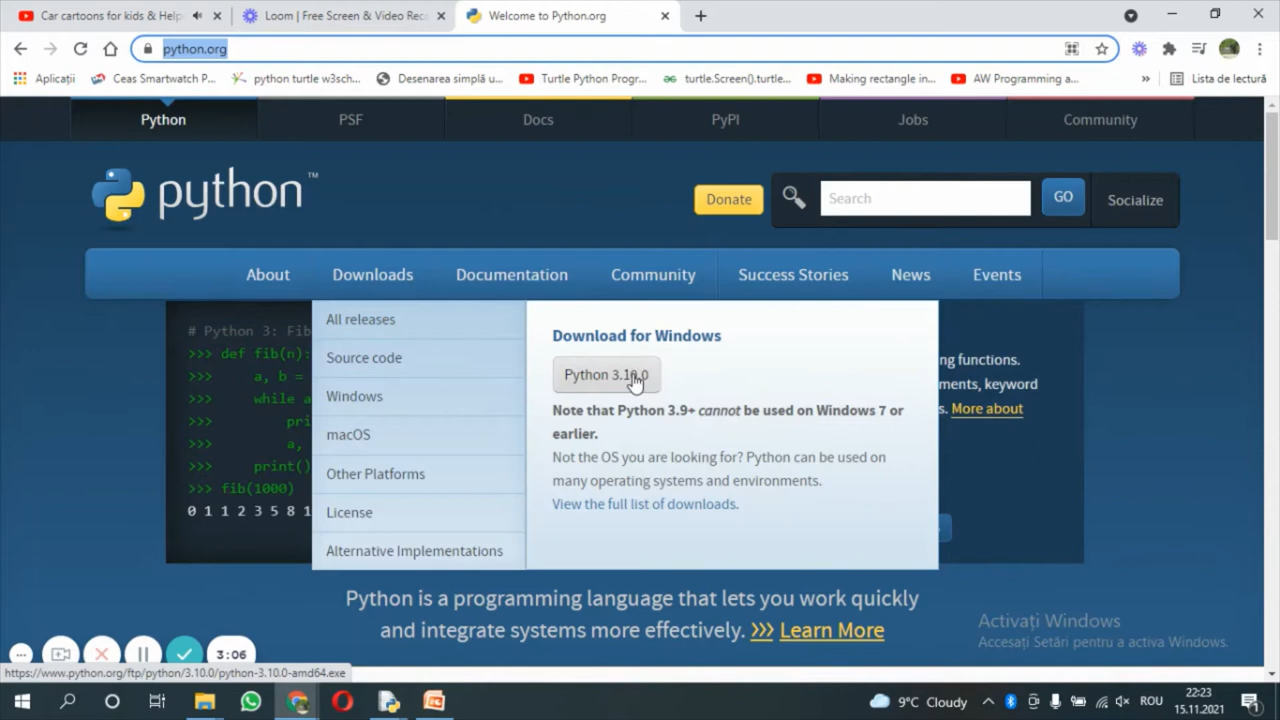 Car cartoons for kids & Help
Loom | Free Screen & Video Rec
Welcome to Python.org
python.org
Aplicații
Ceas Smartwatch P...
python turtle w3sch...
Desenarea simplă u...
Turtle Python Progr...
turtle.Screen().turtle...
Making rectangle in...
AW Programming a...
»
Lista de lectură
Python
PSF
Docs
PyPI
Jobs
Community
python™
Donate
Search
GO
Socialize
About
Downloads
Documentation
Community
Success Stories
News
Events
# Python 3: Fib
>>> def fib(n):
>>> a, b =
>>> while a
>>> pri
>>> a,
>>> print()
>>> fib(1000)
0 1 1 2 3 5 8 1
All releases
Source code
Windows
macOS
Other Platforms
License
Alternative Implementations
Download for Windows
Python 3.10.0
Note that Python 3.9+ cannot be used on Windows 7 or
earlier.
Not the OS you are looking for? Python can be used on
many operating systems and environments.
View the full list of downloads.
ng functions.
ments, keyword
s. More about
Python is a programming language that lets you work quickly
and integrate systems more effectively. >>> Learn More
Activați Windows
Accesați Setări pentru a activa Windows.
3:06
https://www.python.org/ftp/python/3.10.0/python-3.10.0-amd64.exe
9°C Cloudy
ROU
22:23
15.11.2021
1